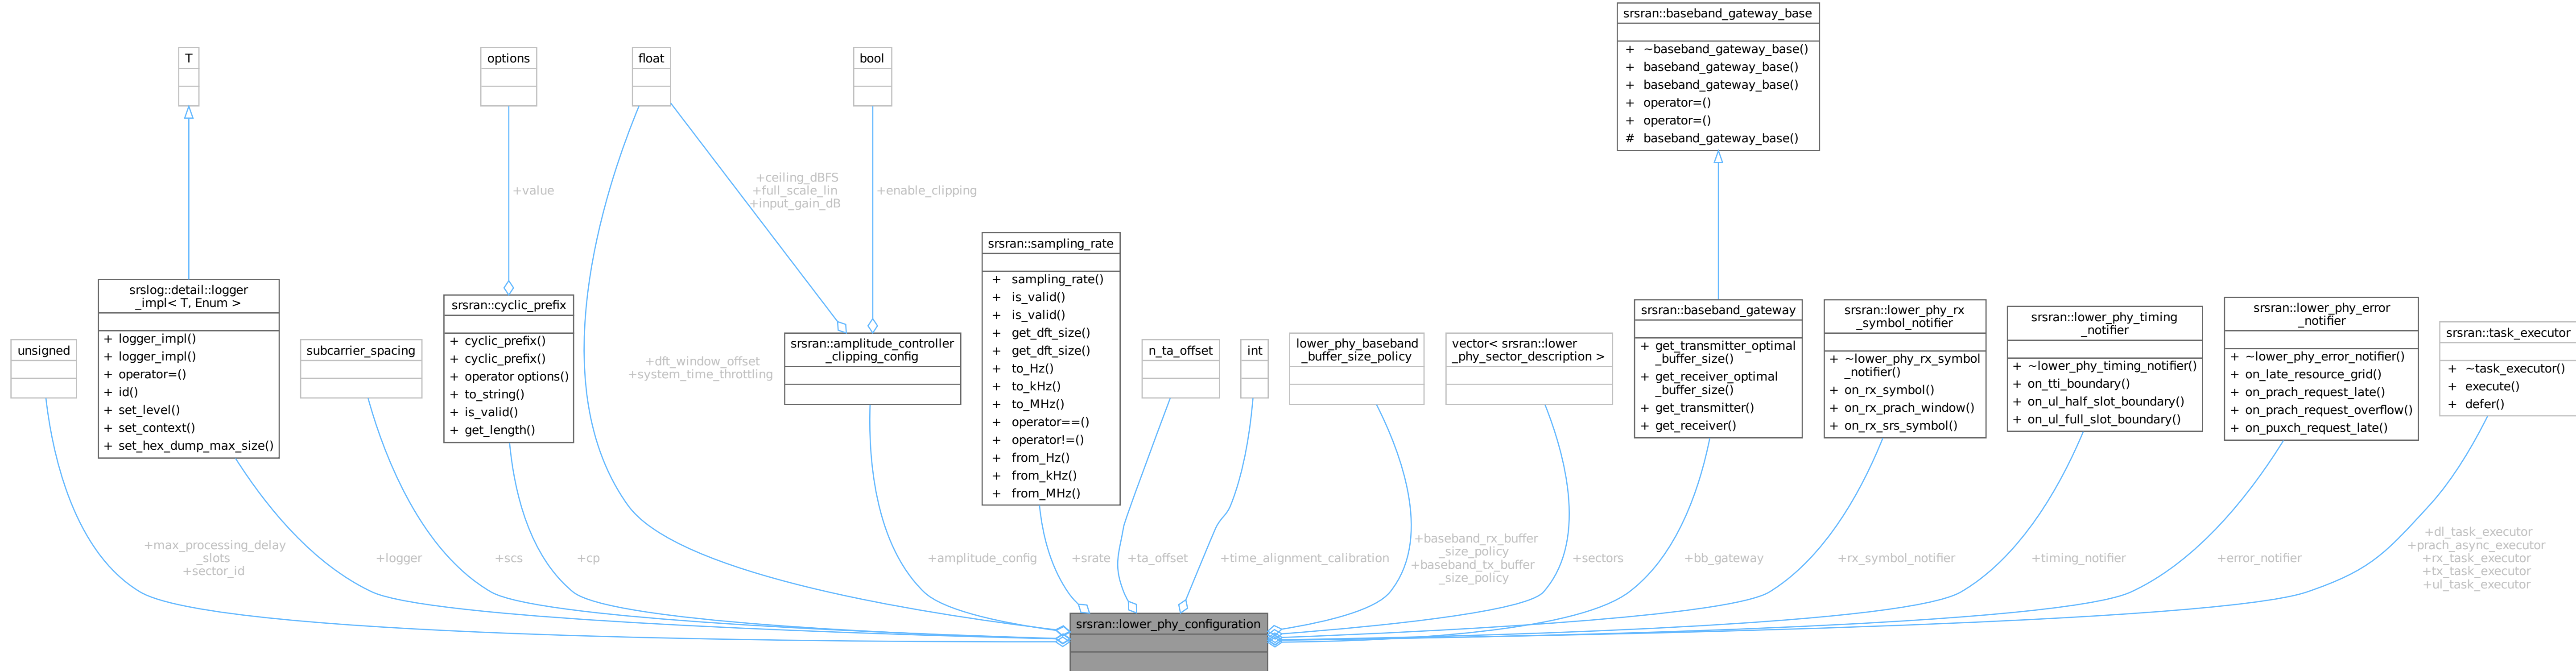 srsran::baseband_gateway_base
+ ~baseband_gateway_base()
+ baseband_gateway_base()
+ baseband_gateway_base()
+ operator=()
+ operator=()
# baseband_gateway_base()
T
options
float
bool
+value
+ceiling_dBFS
+full_scale_lin
+input_gain_dB
+enable_clipping
unsigned
srslog::detail::logger
_impl< T, Enum >
+ logger_impl()
+ logger_impl()
+ operator=()
+ id()
+ set_level()
+ set_context()
+ set_hex_dump_max_size()
subcarrier_spacing
srsran::cyclic_prefix
+ cyclic_prefix()
+ cyclic_prefix()
+ operator options()
+ to_string()
+ is_valid()
+ get_length()
+dft_window_offset
+system_time_throttling
srsran::amplitude_controller
_clipping_config
srsran::sampling_rate
+ sampling_rate()
+ is_valid()
+ is_valid()
+ get_dft_size()
+ get_dft_size()
+ to_Hz()
+ to_kHz()
+ to_MHz()
+ operator==()
+ operator!=()
+ from_Hz()
+ from_kHz()
+ from_MHz()
n_ta_offset
int
lower_phy_baseband
_buffer_size_policy
vector< srsran::lower
_phy_sector_description >
srsran::baseband_gateway
+ get_transmitter_optimal
_buffer_size()
+ get_receiver_optimal
_buffer_size()
+ get_transmitter()
+ get_receiver()
srsran::lower_phy_rx
_symbol_notifier
+ ~lower_phy_rx_symbol
_notifier()
+ on_rx_symbol()
+ on_rx_prach_window()
+ on_rx_srs_symbol()
srsran::lower_phy_timing
_notifier
+ ~lower_phy_timing_notifier()
+ on_tti_boundary()
+ on_ul_half_slot_boundary()
+ on_ul_full_slot_boundary()
srsran::lower_phy_error
_notifier
+ ~lower_phy_error_notifier()
+ on_late_resource_grid()
+ on_prach_request_late()
+ on_prach_request_overflow()
+ on_puxch_request_late()
srsran::task_executor
+ ~task_executor()
+ execute()
+ defer()
+max_processing_delay
_slots
+sector_id
+logger
+scs
+cp
+amplitude_config
+srate
+ta_offset
+time_alignment_calibration
+baseband_rx_buffer
_size_policy
+baseband_tx_buffer
_size_policy
+sectors
+bb_gateway
+rx_symbol_notifier
+timing_notifier
+error_notifier
+dl_task_executor
+prach_async_executor
+rx_task_executor
+tx_task_executor
+ul_task_executor
srsran::lower_phy_configuration